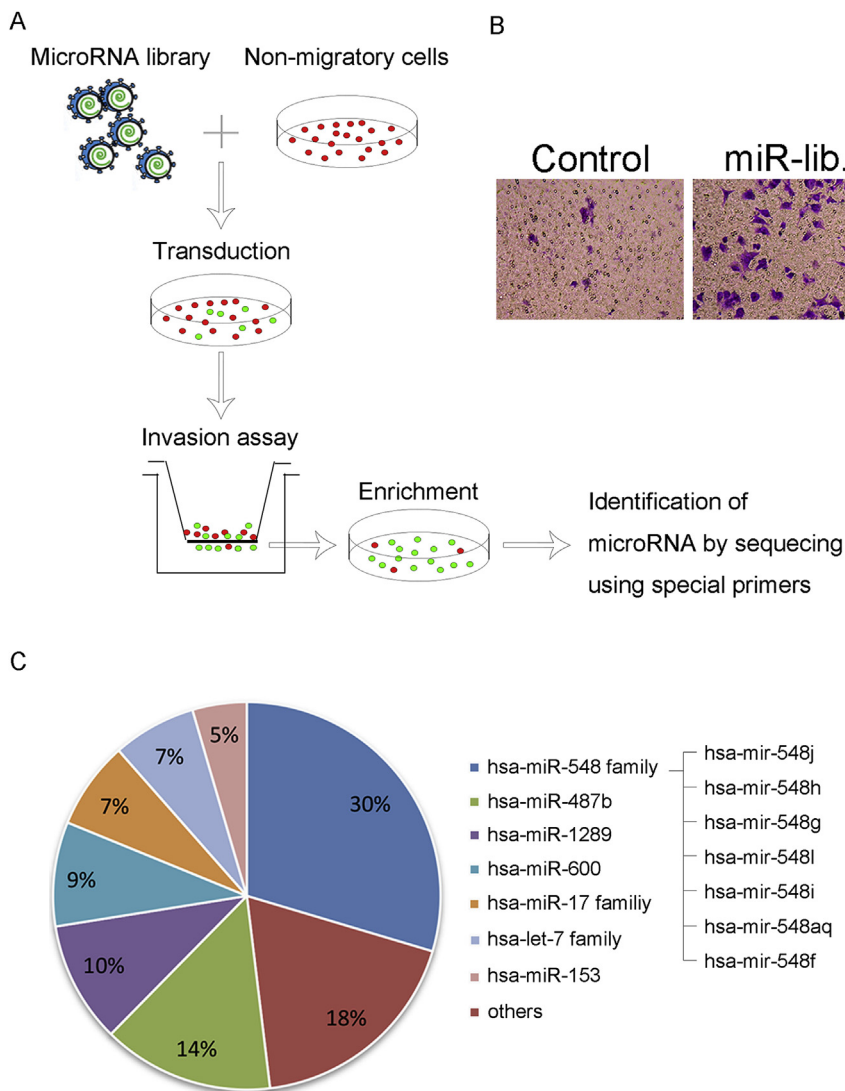 A
MicroRNA library
Non-migratory cells
Transduction
Invasion assay
Enrichment
Identification of
microRNA by sequecing
using special primers
B
Control
miR-lib.
C
30%
18%
14%
10%
9%
7%
7%
5%
hsa-miR-548 family
hsa-miR-487b
hsa-miR-1289
hsa-miR-600
hsa-miR-17 familiy
hsa-let-7 family
hsa-miR-153
others
hsa-mir-548j
hsa-mir-548h
hsa-mir-548g
hsa-mir-548l
hsa-mir-548i
hsa-mir-548aq
hsa-mir-548f